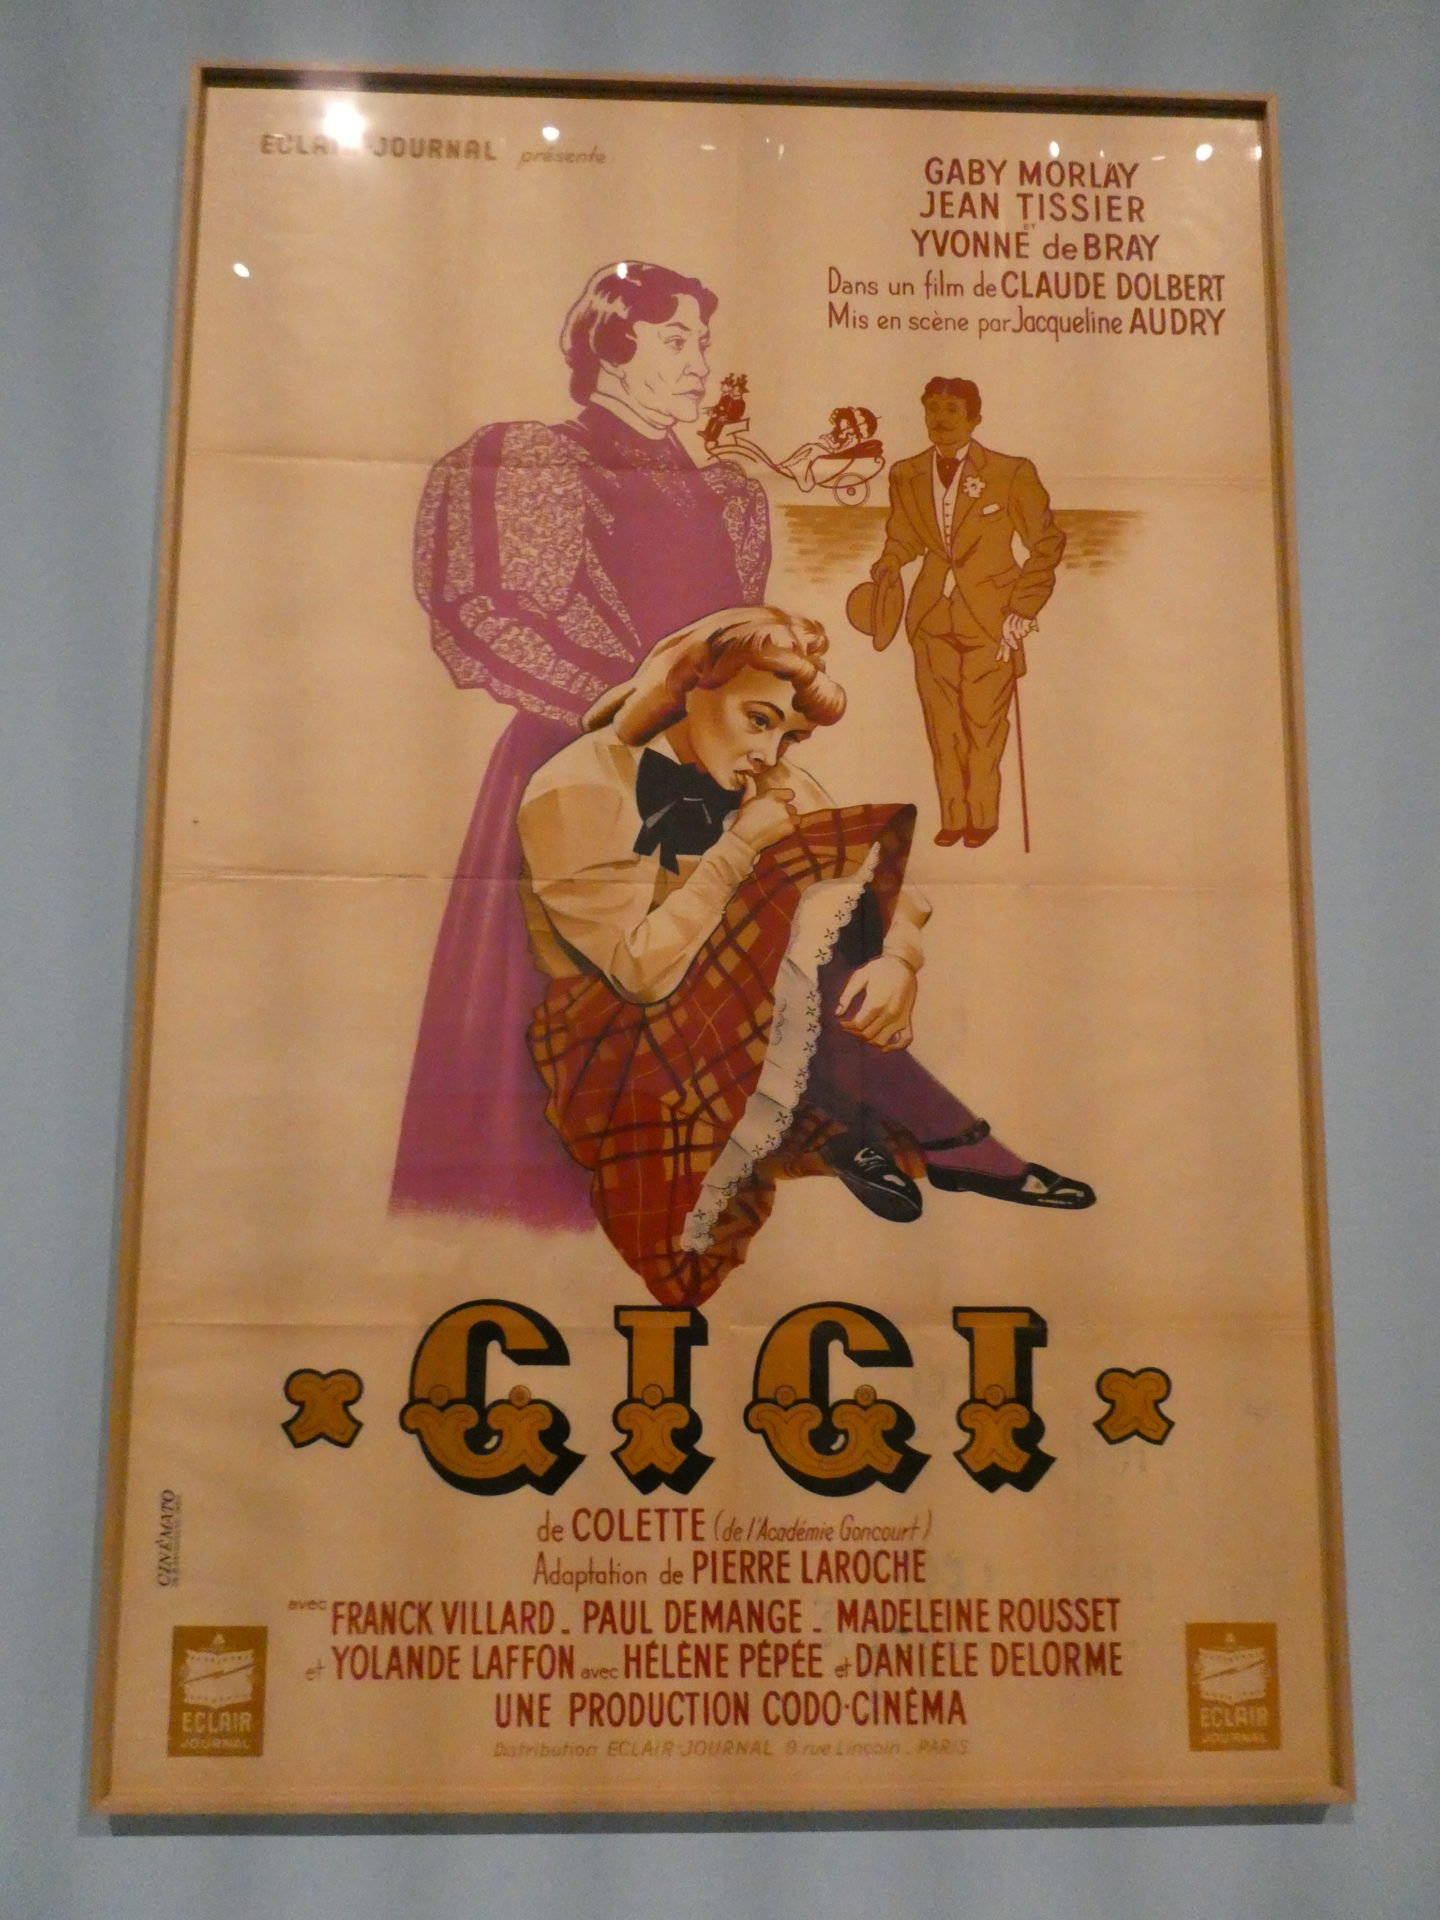 ECLAIR-JOURNAL présente
GABY MORLAY
JEAN TISSIER
ET
YVONNE de BRAY
Dans un film de CLAUDE DOLBERT
Mis en scène par Jacqueline AUDRY
GIGI
de COLETTE (de l'Académie Goncourt)
Adaptation de PIERRE LAROCHE
avec FRANCK VILLARD _ PAUL DEMANGE _ MADELEINE ROUSSET
et YOLANDE LAFFON avec HÉLÈNE PÉPÉE et DANIÈLE DELORME
UNE PRODUCTION CODO-CINÉMA
Distribution ECLAIR-JOURNAL 9 rue Lincoln _ PARIS
CINÉMATO
ECLAIR
JOURNAL
ECLAIR
JOURNAL